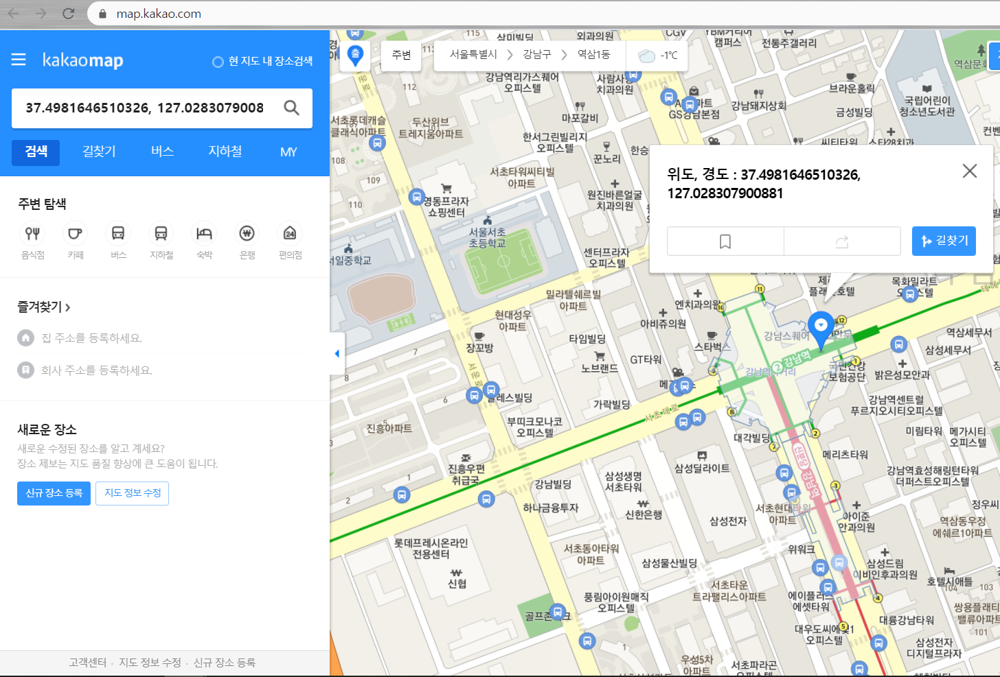 map.kakao.com
kakaomap
현 지도 내 장소검색
37.4981646510326, 127.0283079008
검색
길찾기
버스
지하철
MY
주변 탐색
음식점
카페
버스
지하철
숙박
은행
편의점
즐겨찾기
집 주소를 등록하세요.
회사 주소를 등록하세요.
새로운 장소
새로운 수정된 장소를 알고 계세요?
장소 제보는 지도 품질 향상에 큰 도움이 됩니다.
신규 장소 등록
지도 정보 수정
고객센터 · 지도 정보 수정 · 신규 장소 등록
출
주변
서울특별시
강남구
역삼1동
-1℃
위도, 경도 : 37.4981646510326,
127.028307900881
길찾기
115
삼미빌딩
외과의원
CGV
캠퍼스
전통주갤러리
112
강남역리가스퀘어
오피스텔
치과의원
GS강남본점
강남돼지상회
브라운홀릭
금성빌딩
국립어린이
청소년도서관
서초롯데캐슬
클래식아파트
두산위브
트레지움아파트
마포갈비
한서그린빌리지
오피스텔
꾼노리
씨티타워
스타28치과
108
109
110
서초타워씨티빌
아파트
원진바른얼굴
치과의원
영동프라자
쇼핑센터
서울서초
초등학교
센터프라자
오피스텔
목화밀라트
밀라텔쉐르빌
아파트
엔치과의원
아비쥬의원
현대성우
아파트
장꼬방
타임빌딩
노브랜드
GT타워
스타벅스
강남스퀘어
강남역
보험공단
밝은성모안과
역삼세무서
삼성세무서
서운로
가락빌딩
서초대로
부띠크모나코
오피스텔
진흥아파트
강남역센트럴
푸르지오시티오피스텔
미림타워
메가시티
오피스텔
대각빌딩
메리츠타워
신분당
강남역
삼성딜라이트
진흥우편
취급국
강남빌딩
삼성생명
서초타워
강남역효성해링턴타워
더퍼스트오피스텔
하나금융투자
신한은행
삼성전자
서초현대타워
아파트
아이준
안과의원
역삼동우정
에쉐르1아파트
롯데프레시온라인
전용센터
서초동아타워
아파트
위워크
삼성물산빌딩
삼성드림
이비인후과의원
호텔시애틀
104
103
신협
풍림아이원매직
오피스텔
서초타운
트라팰리스아파트
에이플러스
에셋타워
쌍용플래티
밸류아파트
101
대우도씨에빛1
오피스텔
대륭강남타워
삼성전자
디지털프라자
우성5차
아파트
서초파라곤
오피스텔